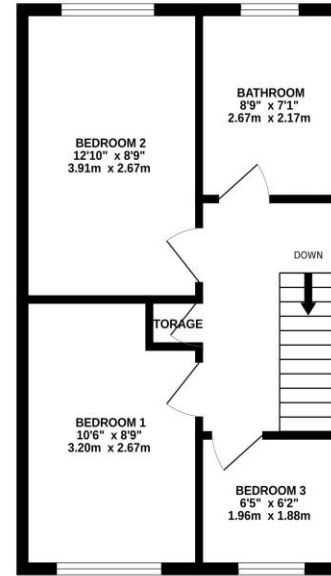 BATHROOM
8'9" x 7'1"
2.67m x 2.17m
BEDROOM 2
12'10" x 8'9"
3.91m x 2.67m
DOWN
TORAGE
BEDROOM 1
10'6" x 8'9"
3.20m x 2.67m
BEDROOM 3
6'5" x 6'2"
1.96m x 1.88m